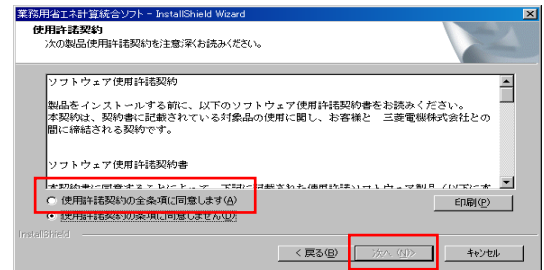 業務用省エネ計算統合ソフト - InstallShield Wizard
使用許諾契約
次の製品使用許諾契約を注意深くお読みください。
ソフトウェア使用許諾契約
製品をインストールする前に、以下のソフトウェア使用許諾契約書をお読みください。
本契約は、契約書に記載されている対象品の使用に関し、お客様と 三菱電機株式会社との
間に締結される契約です。
ソフトウェア使用許諾契約書
使用許諾契約の全条項に同意します(A)
使用許諾契約の条項に同意しません(D)
印刷(P)
InstallShield
< 戻る(B)
次へ (N)>
キャンセル